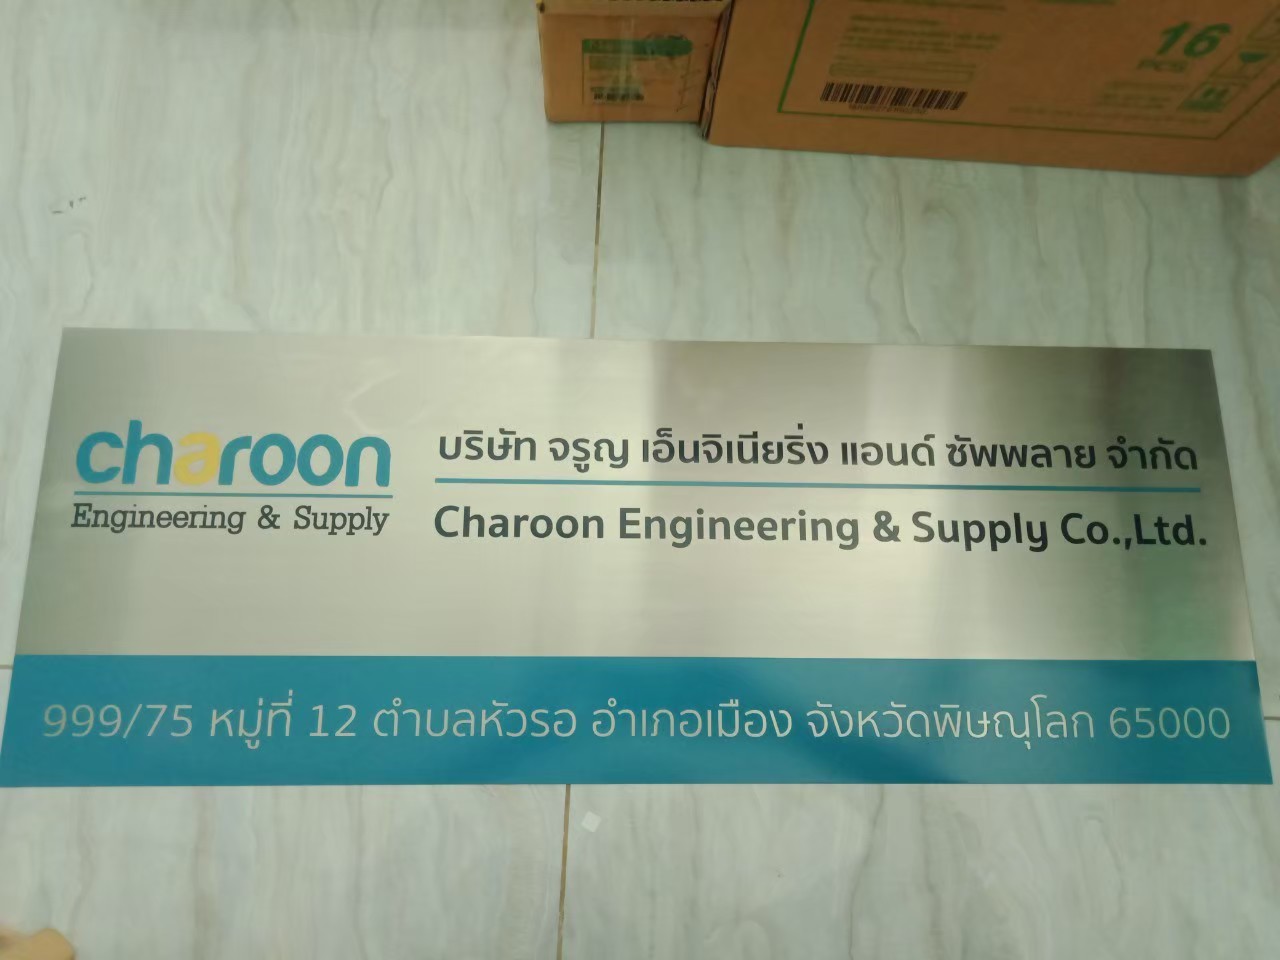 16
PCS
charoon
Engineering & Supply
บริษัท จรูญ เอ็นจิเนียริ่ง แอนด์ ซัพพลาย จำกัด
Charoon Engineering & Supply Co.,Ltd.
999/75 หมู่ที่ 12 ตำบลหัวรอ อำเภอเมือง จังหวัดพิษณุโลก 65000